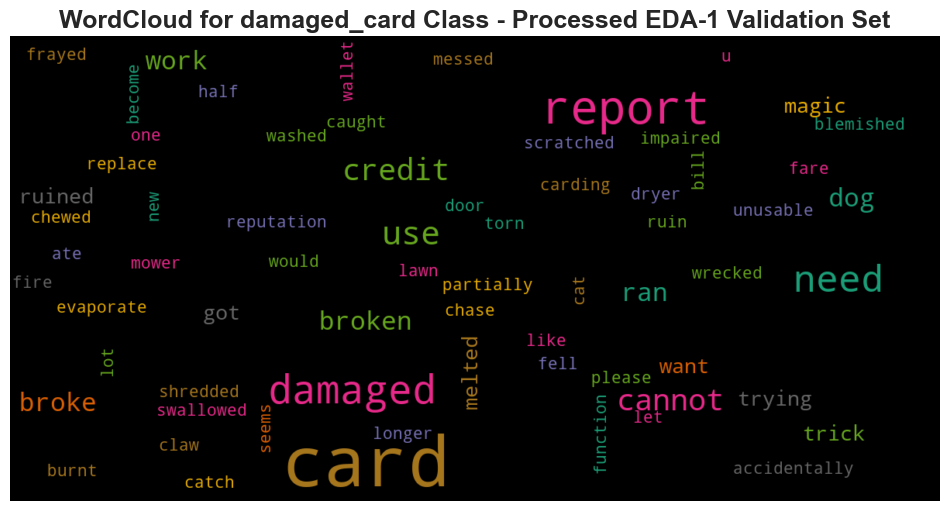 WordCloud for damaged_card Class - Processed EDA-1 Validation Set
frayed
work
wallet
messed
u
become
half
report
magic
one
washed
caught
scratched
impaired
blemished
replace
credit
carding
bill
fare
ruined
new
dryer
dog
chewed
reputation
door
torn
ruin
unusable
use
ate
mower
would
lawn
partially
cat
wrecked
need
fire
evaporate
got
chase
ran
broken
lot
like
melted
fell
want
please
shredded
damaged
broke
swallowed
seems
function
cannot
let
trying
claw
longer
trick
burnt
catch
card
accidentally